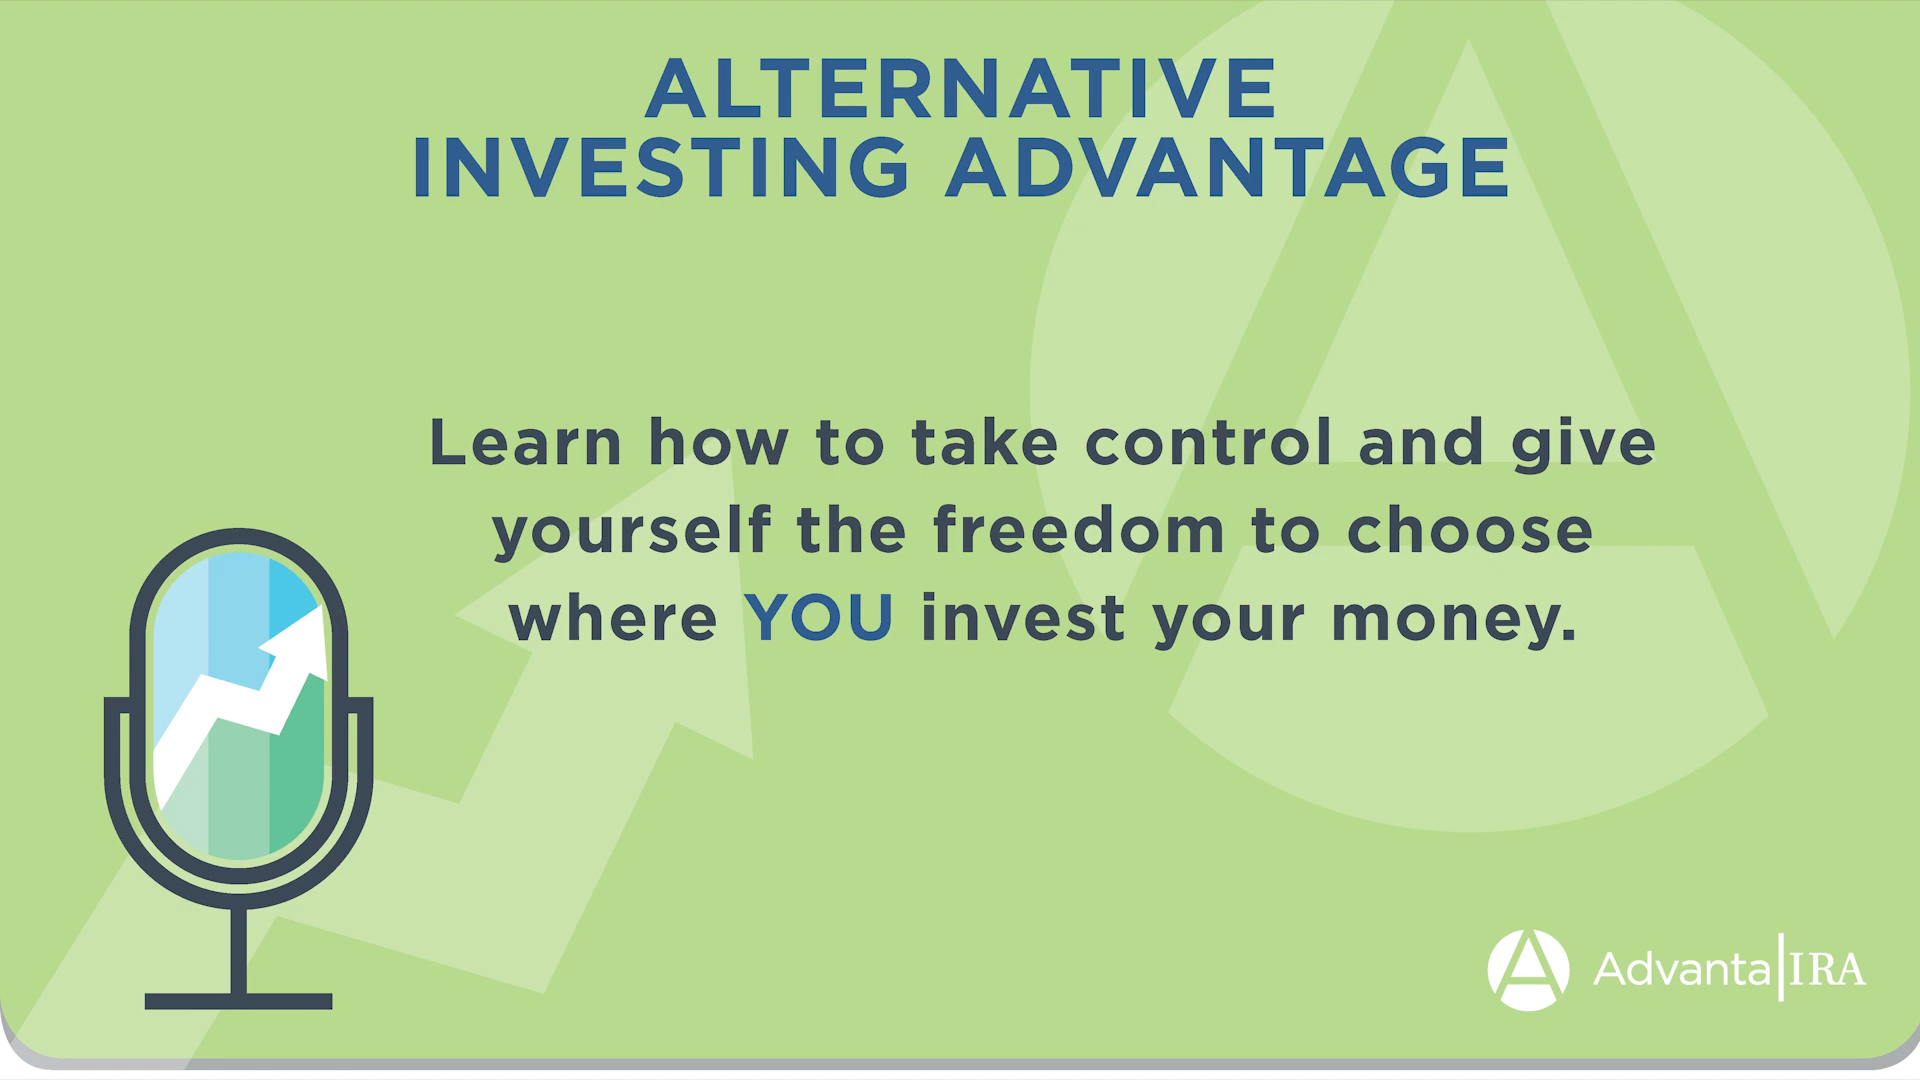 ALTERNATIVE
INVESTING ADVANTAGE
Learn how to take control and give
yourself the freedom to choose
where YOU invest your money.
Advanta|IRA